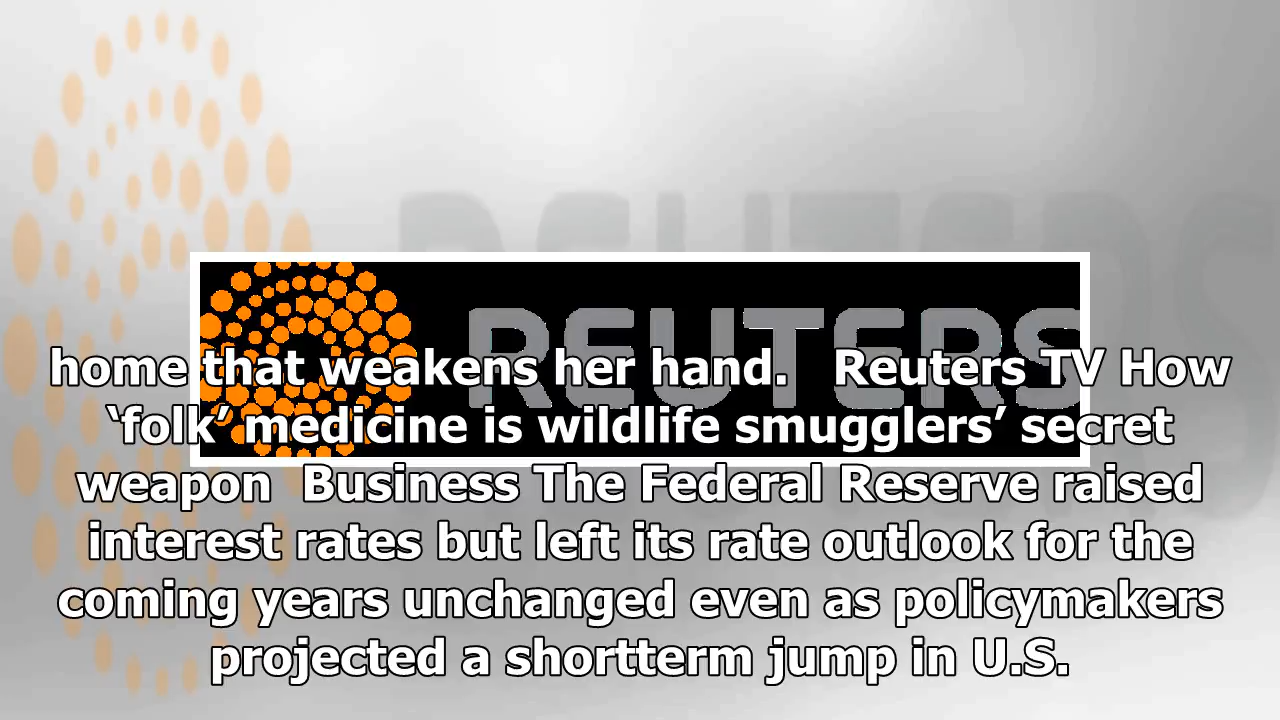 REUTERS
REUTERS
home that weakens her hand.   Reuters TV How
‘folk’ medicine is wildlife smugglers’ secret
weapon  Business The Federal Reserve raised
interest rates but left its rate outlook for the
coming years unchanged even as policymakers
projected a shortterm jump in U.S.